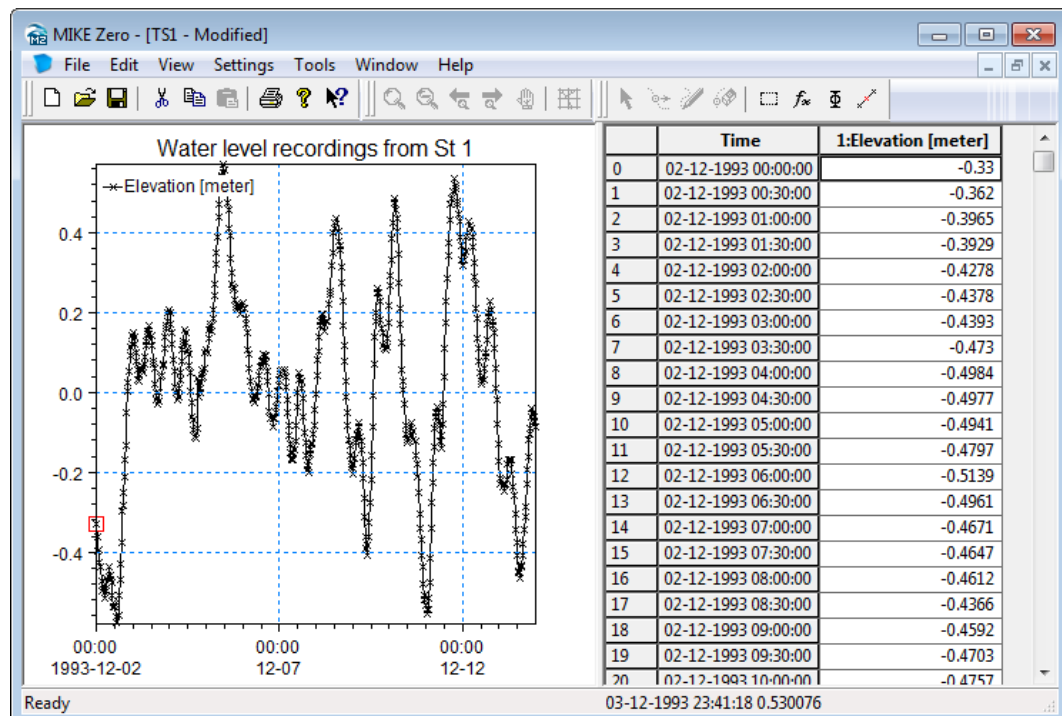 MIKE Zero - [TS1 - Modified]
File Edit View Settings Tools Window Help
Water level recordings from St 1
Elevation [meter]
0.4
0.2
0.0
-0.2
-0.4
00:00 00:00 00:00
1993-12-02 12-07 12-12
Time 1:Elevation [meter]
0 02-12-1993 00:00:00 -0.33
1 02-12-1993 00:30:00 -0.362
2 02-12-1993 01:00:00 -0.3965
3 02-12-1993 01:30:00 -0.3929
4 02-12-1993 02:00:00 -0.4278
5 02-12-1993 02:30:00 -0.4378
6 02-12-1993 03:00:00 -0.4393
7 02-12-1993 03:30:00 -0.473
8 02-12-1993 04:00:00 -0.4984
9 02-12-1993 04:30:00 -0.4977
10 02-12-1993 05:00:00 -0.4941
11 02-12-1993 05:30:00 -0.4797
12 02-12-1993 06:00:00 -0.5139
13 02-12-1993 06:30:00 -0.4961
14 02-12-1993 07:00:00 -0.4671
15 02-12-1993 07:30:00 -0.4647
16 02-12-1993 08:00:00 -0.4612
17 02-12-1993 08:30:00 -0.4366
18 02-12-1993 09:00:00 -0.4592
19 02-12-1993 09:30:00 -0.4703
20 02-12-1993 10:00:00 -0.4757
Ready 03-12-1993 23:41:18 0.530076